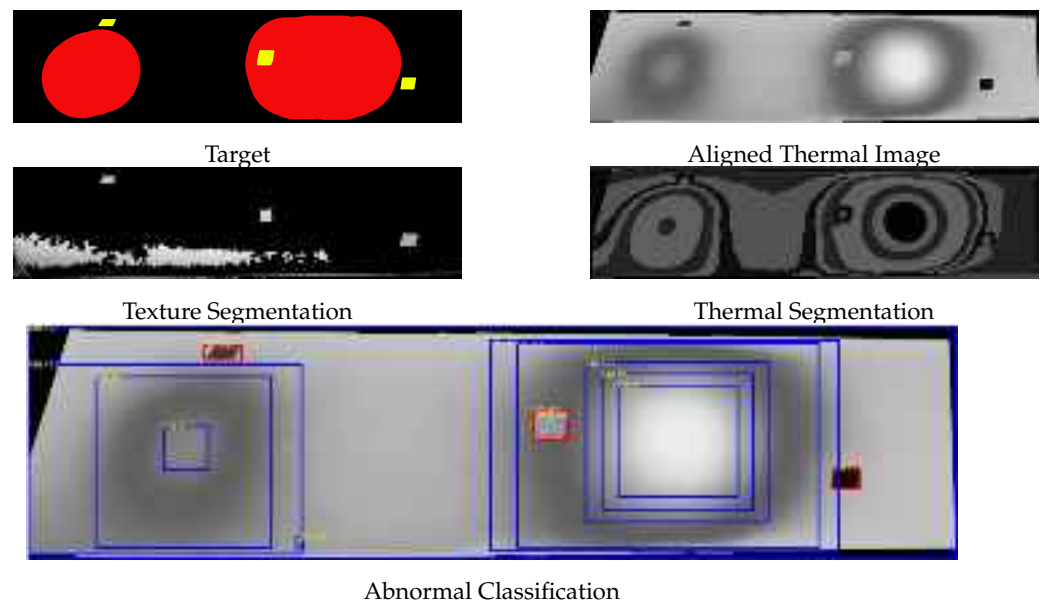 Target
Aligned Thermal Image
Texture Segmentation
Thermal Segmentation
Abnormal Classification